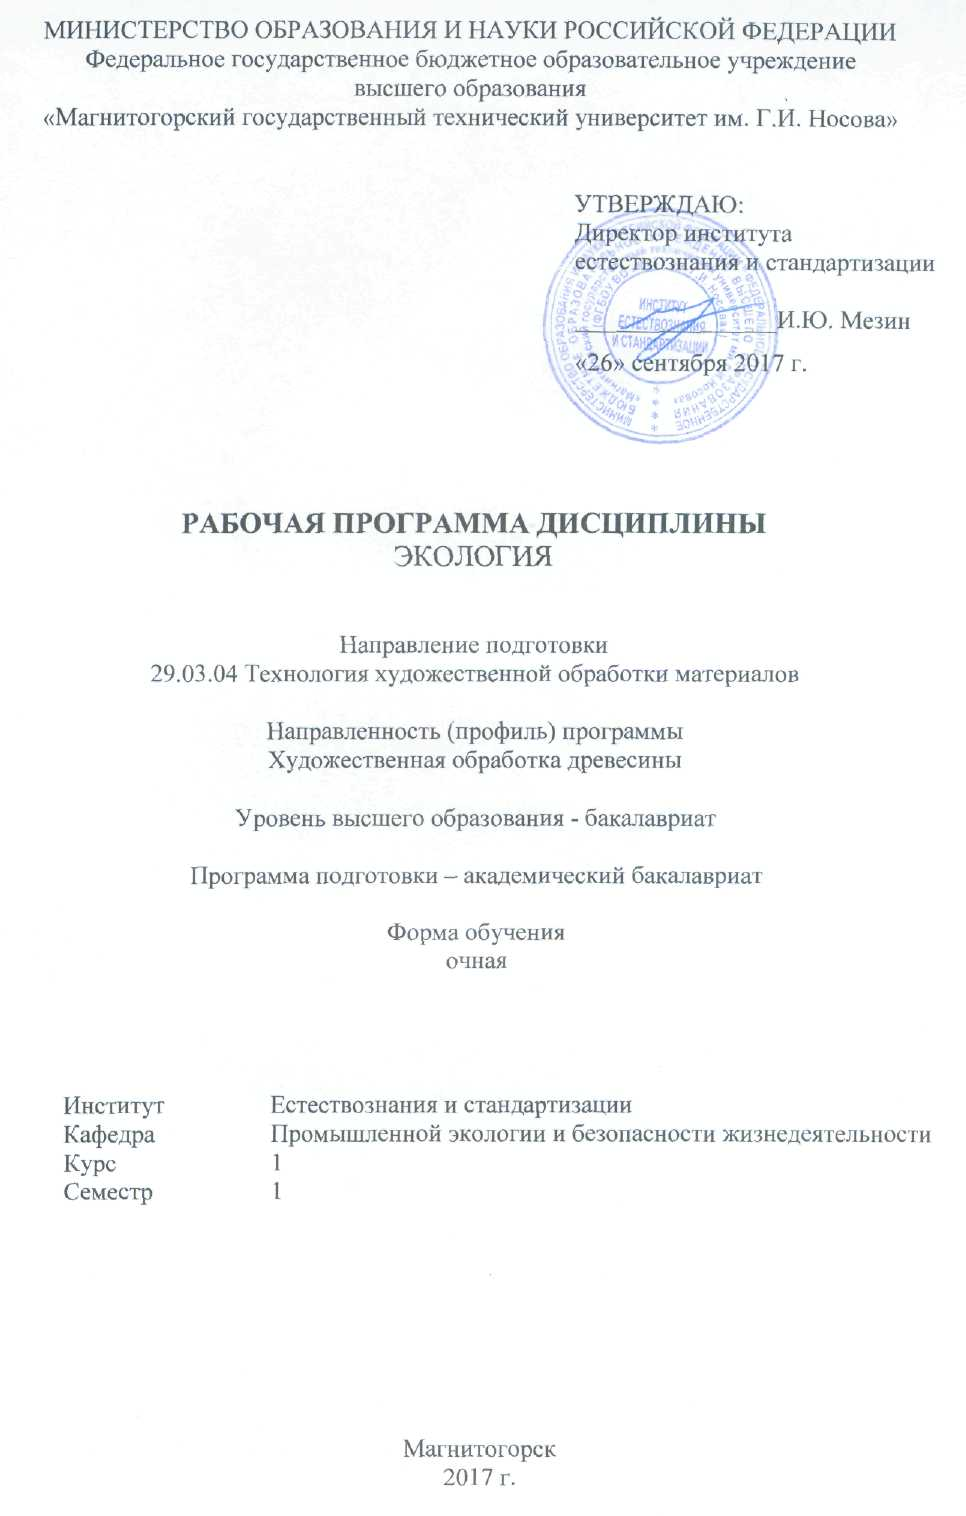 МИНИСТЕРСТВО ОБРАЗОВАНИЯ И НАУКИ РОССИЙСКОЙ ФЕДЕРАЦИИ
Федеральное государственное бюджетное образовательное учреждение
высшего образования
«Магнитогорский государственный технический университет им. Г.И. Носова»
УТВЕРЖДАЮ:
Директор института
естествознания и стандартизации
И.Ю. Мезин
«26» сентября 2017 г.
ИНСТИТУТ
ЕСТЕСТВОЗНАНИЯ
И СТАНДАРТИЗАЦИИ
РАБОЧАЯ ПРОГРАММА ДИСЦИПЛИНЫ
ЭКОЛОГИЯ
Направление подготовки
29.03.04 Технология художественной обработки материалов
Направленность (профиль) программы
Художественная обработка древесины
Уровень высшего образования - бакалавриат
Программа подготовки – академический бакалавриат
Форма обучения
очная
Институт Естествознания и стандартизации
Кафедра Промышленной экологии и безопасности жизнедеятельности
Курс 1
Семестр 1
Магнитогорск
2017 г.